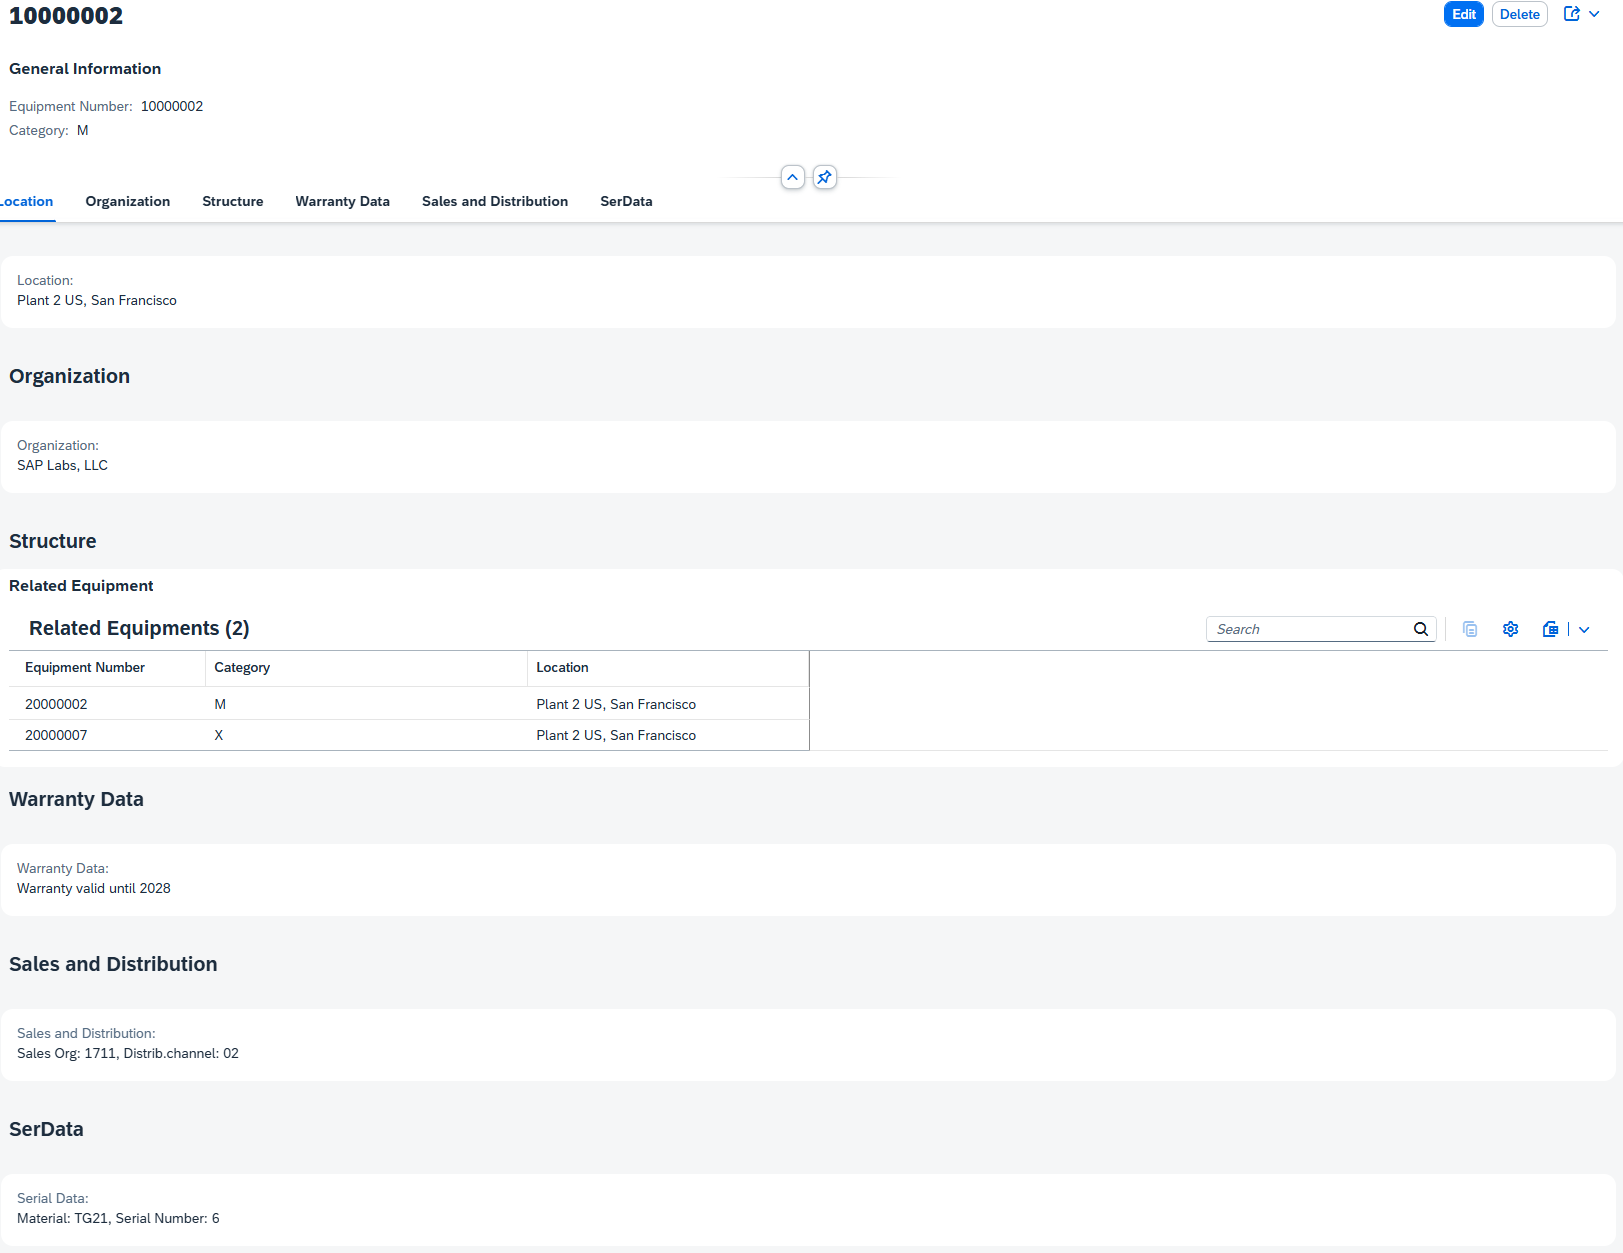 10000002
Edit
Delete
General Information
Equipment Number: 10000002
Category: M
Location
Organization
Structure
Warranty Data
Sales and Distribution
SerData
Location:
Plant 2 US, San Francisco
Organization
Organization:
SAP Labs, LLC
Structure
Related Equipment
Related Equipments (2)
Search
Equipment Number Category Location
20000002 M Plant 2 US, San Francisco
20000007 X Plant 2 US, San Francisco
Warranty Data
Warranty Data:
Warranty valid until 2028
Sales and Distribution
Sales and Distribution:
Sales Org: 1711, Distrib.channel: 02
SerData
Serial Data:
Material: TG21, Serial Number: 6